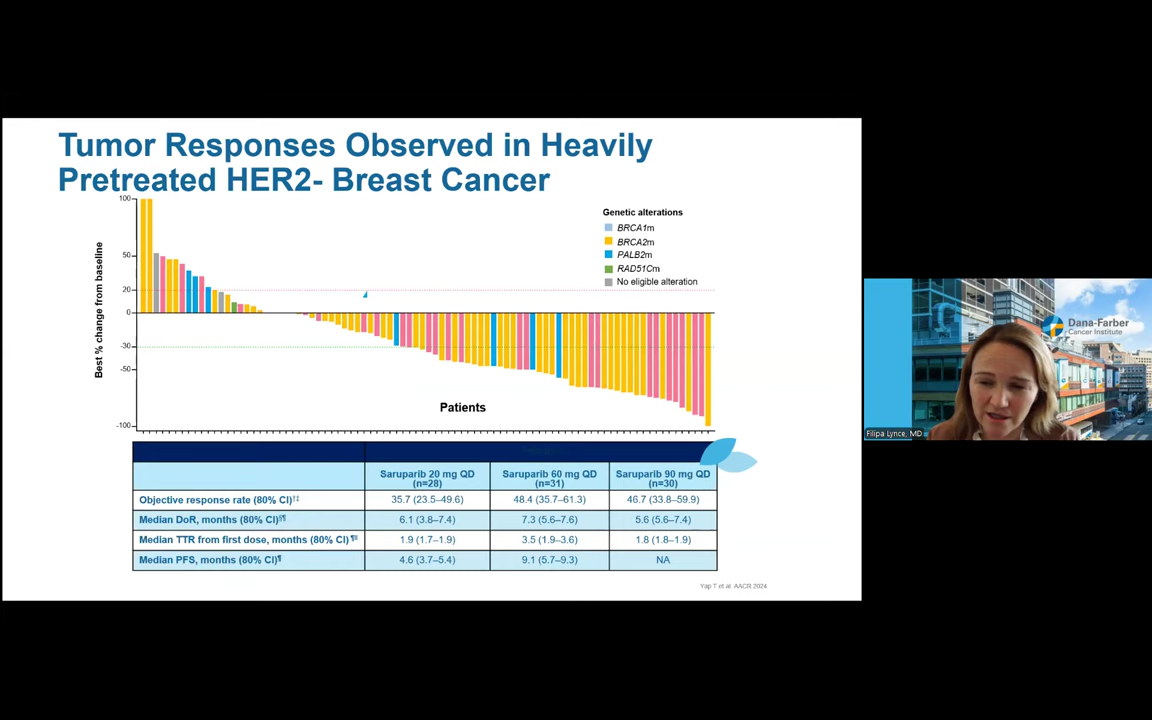 Tumor Responses Observed in Heavily
Pretreated HER2- Breast Cancer
Best % change from baseline
100
50
20
0
-30
-50
-100
Genetic alterations
BRCA1m
BRCA2m
PALB2m
RAD51Cm
No eligible alteration
Patients
Saruparib 20 mg QD (n=28)
Saruparib 60 mg QD (n=31)
Saruparib 90 mg QD (n=30)
Objective response rate (80% CI)†‡ 35.7 (23.5–49.6) 48.4 (35.7–61.3) 46.7 (33.8–59.9)
Median DoR, months (80% CI)§¶ 6.1 (3.8–7.4) 7.3 (5.6–7.6) 5.6 (5.6–7.4)
Median TTR from first dose, months (80% CI) 1.9 (1.7–1.9) 3.5 (1.9–3.6) 1.8 (1.8–1.9)
Median PFS, months (80% CI)¶ 4.6 (3.7–5.4) 9.1 (5.7–9.3) NA
Yap T et al. AACR 2024
Dana-Farber
Cancer Institute
Filipa Lynce, MD